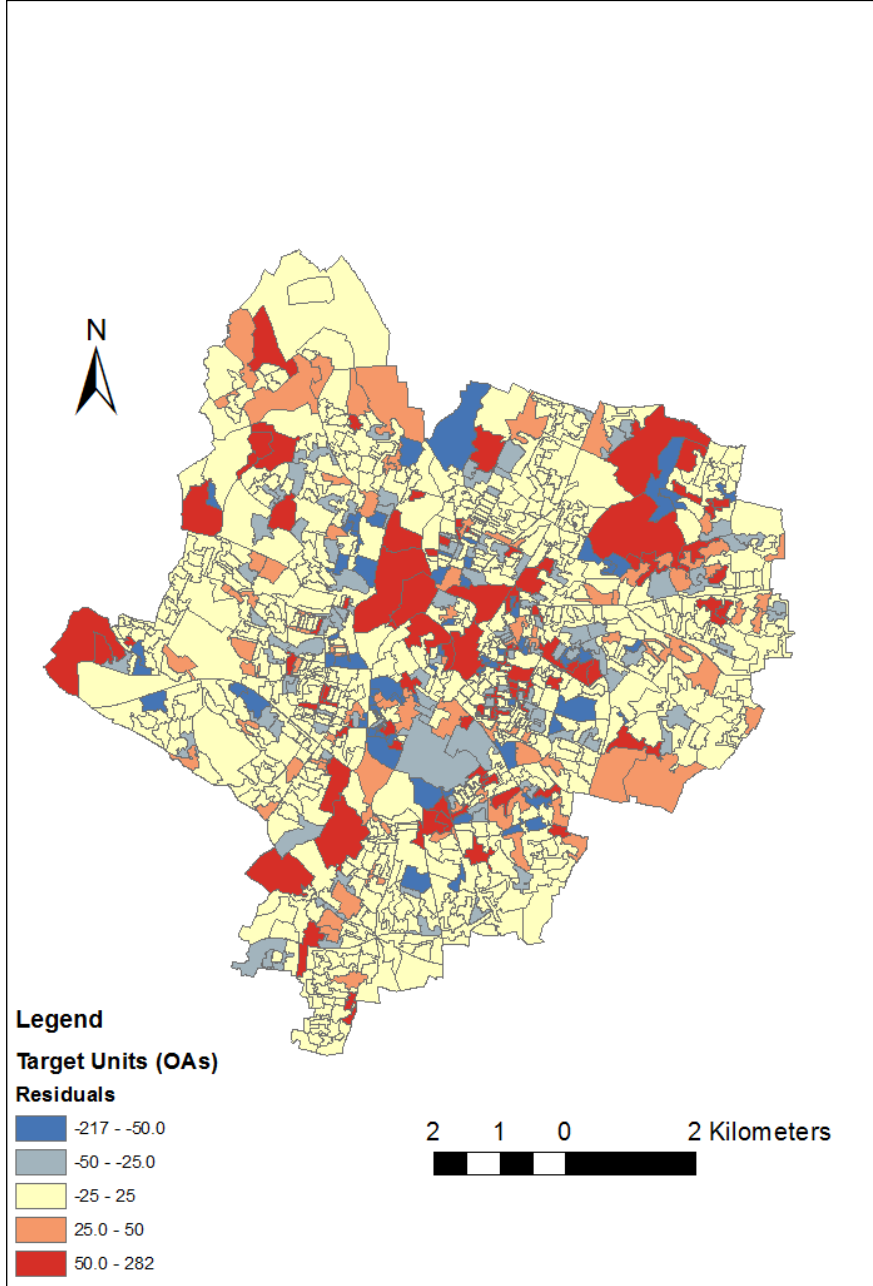 N
Legend
Target Units (OAs)
Residuals
-217 - -50.0
-50 - -25.0
-25 - 25
25.0 - 50
50.0 - 282
2 1 0 2 Kilometers